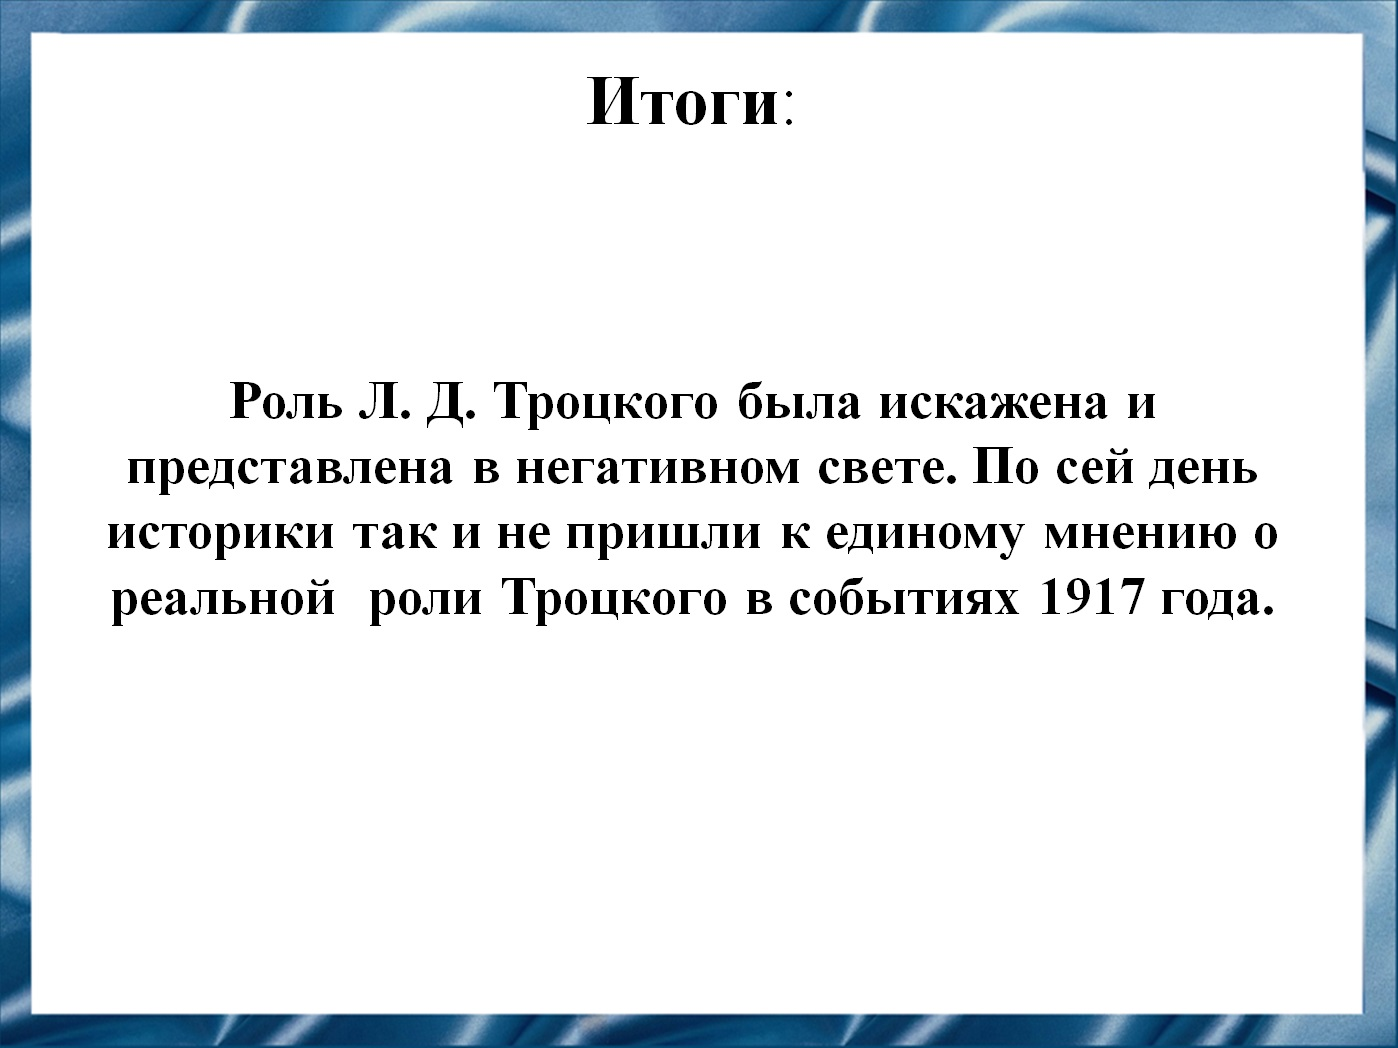 Итоги:
Роль Л. Д. Троцкого была искажена и
представлена в негативном свете. По сей день
историки так и не пришли к единому мнению о
реальной  роли Троцкого в событиях 1917 года.